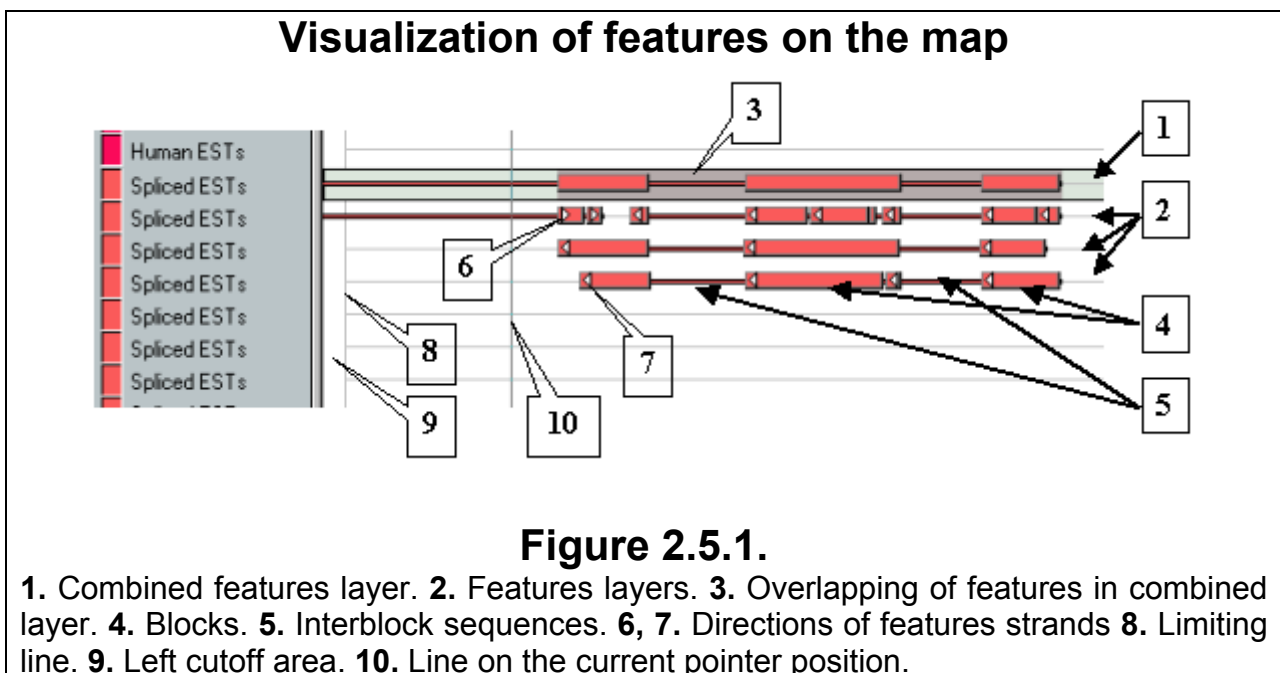 Visualization of features on the map
3
1
Human ESTs
Spliced ESTs
Spliced ESTs
2
Spliced ESTs
6
Spliced ESTs
Spliced ESTs
4
8
7
Spliced ESTs
Spliced ESTs
5
9
10
Figure 2.5.1.
1. Combined features layer. 2. Features layers. 3. Overlapping of features in combined
layer. 4. Blocks. 5. Interblock sequences. 6, 7. Directions of features strands 8. Limiting
line. 9. Left cutoff area. 10. Line on the current pointer position.